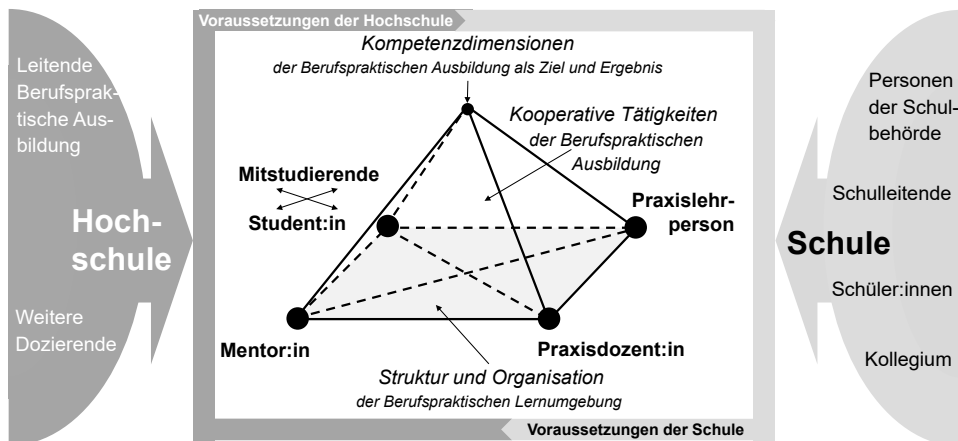 Voraussetzungen der Hochschule
Leitende
Berufsprak-
tische Aus-
bildung
Hoch-
schule
Weitere
Dozierende
Kompetenzdimensionen
der Berufspraktischen Ausbildung als Ziel und Ergebnis
Kooperative Tätigkeiten
der Berufspraktischen
Ausbildung
Mitstudierende
Student:in
Praxislehr-
person
Mentor:in
Praxisdozent:in
Struktur und Organisation
der Berufspraktischen Lernumgebung
Personen
der Schul-
behörde
Schulleitende
Schule
Schüler:innen
Kollegium
Voraussetzungen der Schule